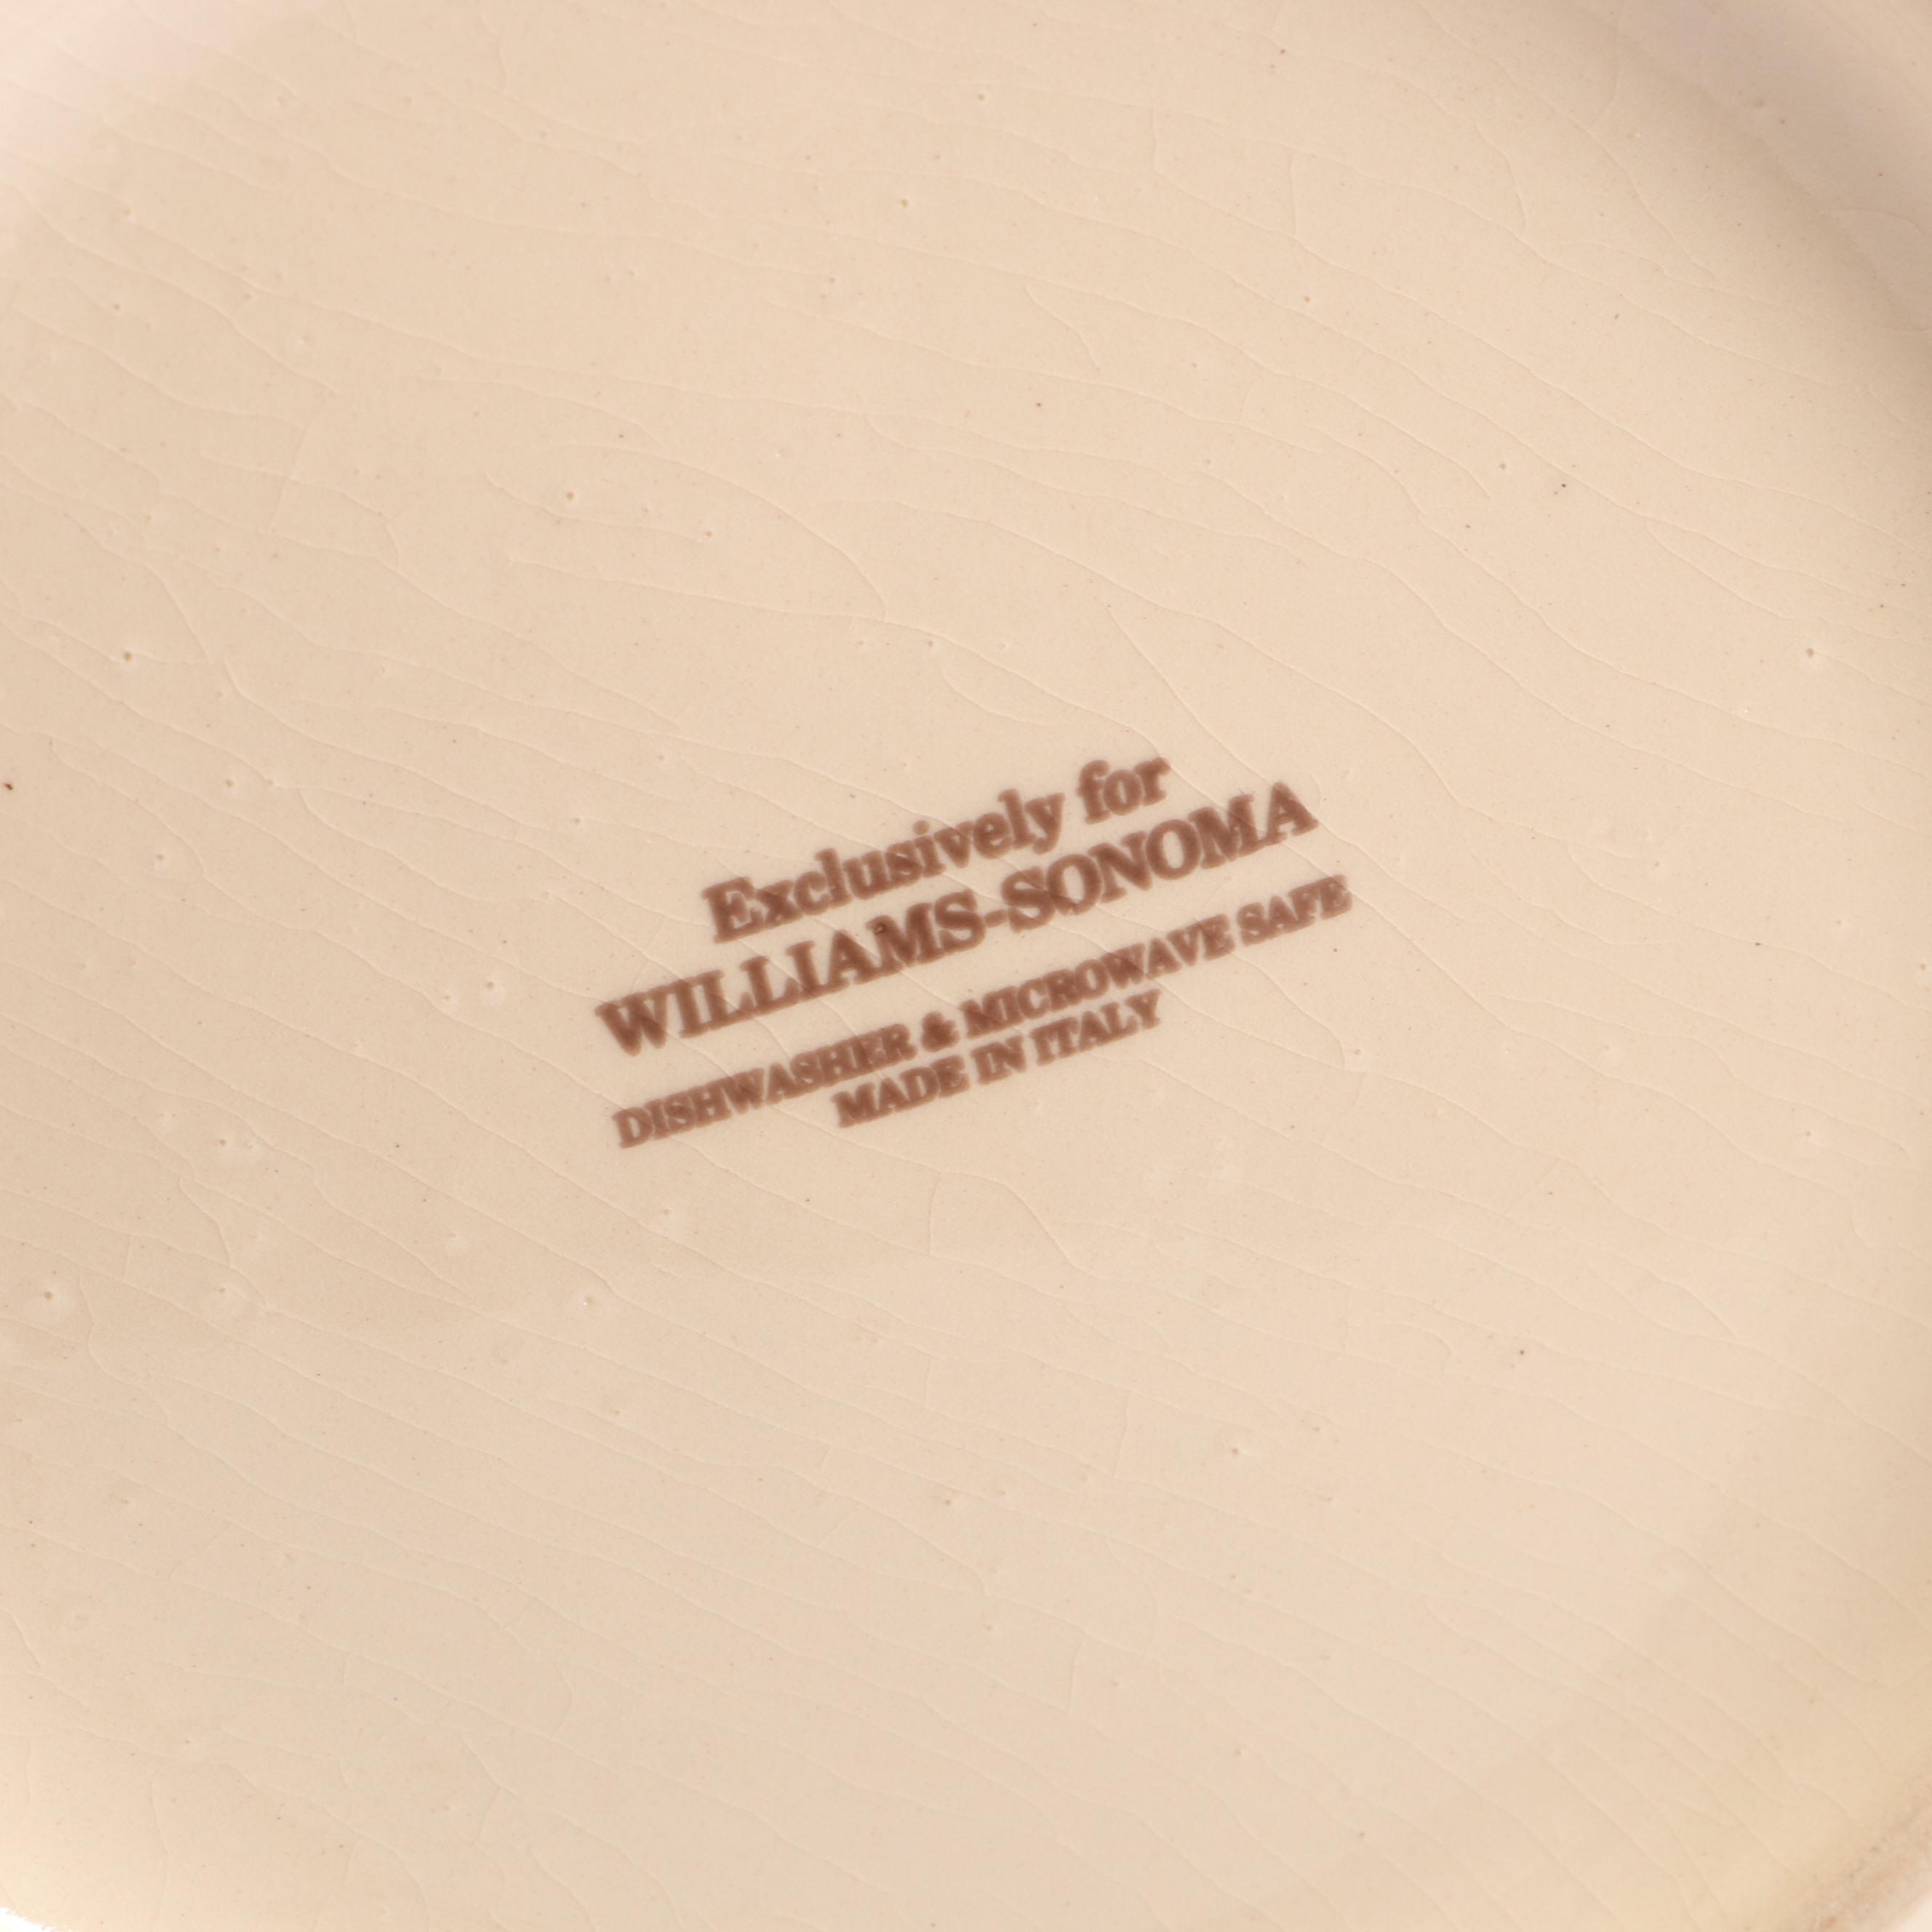 Exclusively for
WILLIAMS-SONOMA
DISHWASHER & MICROWAVE SAFE
MADE IN ITALY